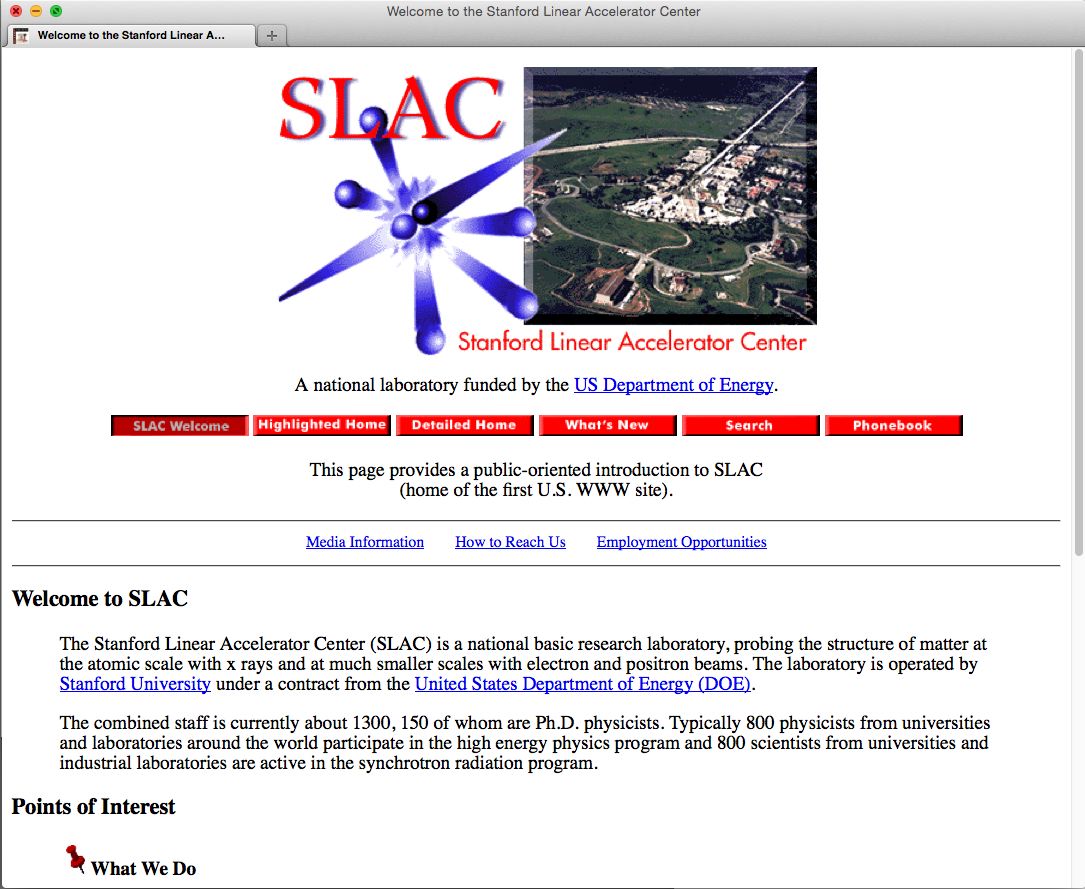 Welcome to the Stanford Linear Accelerator Center
Welcome to the Stanford Linear A...
SLAC
Stanford Linear Accelerator Center
A national laboratory funded by the US Department of Energy.
SLAC Welcome Highlighted Home Detailed Home What's New Search Phonebook
This page provides a public-oriented introduction to SLAC
(home of the first U.S. WWW site).
Media Information How to Reach Us Employment Opportunities
Welcome to SLAC
The Stanford Linear Accelerator Center (SLAC) is a national basic research laboratory, probing the structure of matter at
the atomic scale with x rays and at much smaller scales with electron and positron beams. The laboratory is operated by
Stanford University under a contract from the United States Department of Energy (DOE).
The combined staff is currently about 1300, 150 of whom are Ph.D. physicists. Typically 800 physicists from universities
and laboratories around the world participate in the high energy physics program and 800 scientists from universities and
industrial laboratories are active in the synchrotron radiation program.
Points of Interest
What We Do